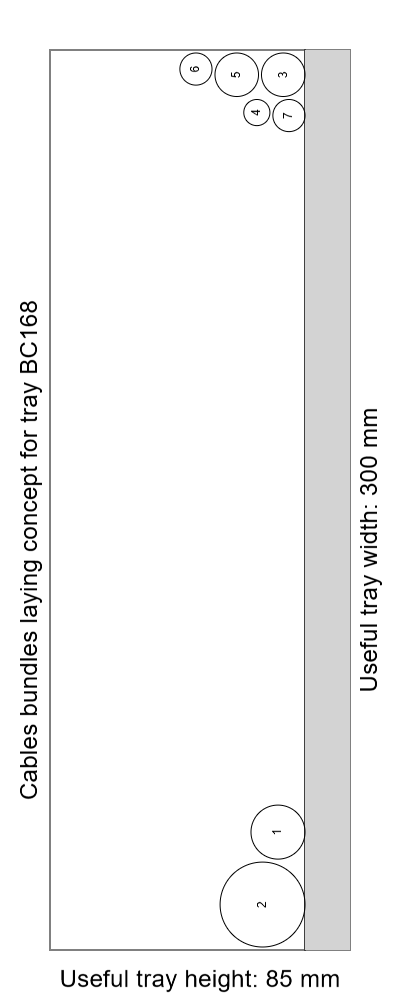 Cables bundles laying concept for tray BC168
6
5
3
4
7
1
2
Useful tray width: 300 mm
Useful tray height: 85 mm